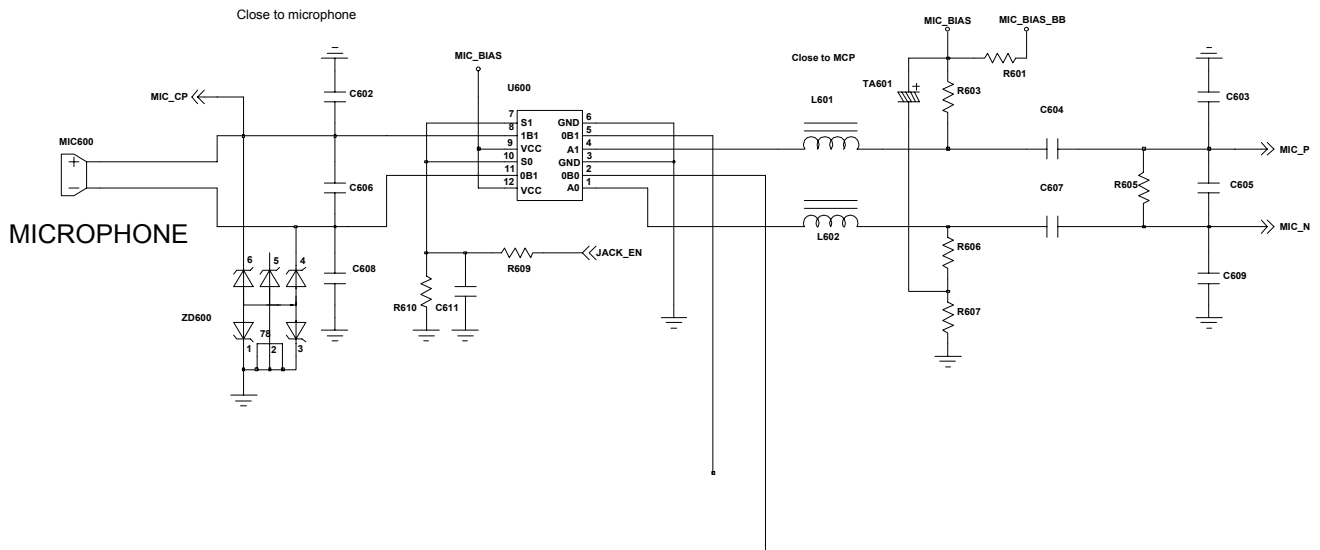 Close to microphone
MIC_BIAS
MIC_BIAS_BB
MIC_BIAS
Close to MCP
R601
U600
TA601
R603
C602
L601
C604
C603
MIC_CP
MIC600
7 S1 GND 6
8 1B1 0B1 5
9 VCC A1 4
10 S0 GND 3
11 0B1 0B0 2
12 VCC A0 1
+
-
+
MIC_P
C606
C607
R605
C605
MICROPHONE
L602
MIC_N
R606
C608
R609
JACK_EN
C609
6 5 4
R610
C611
R607
ZD600
78
1 2 3